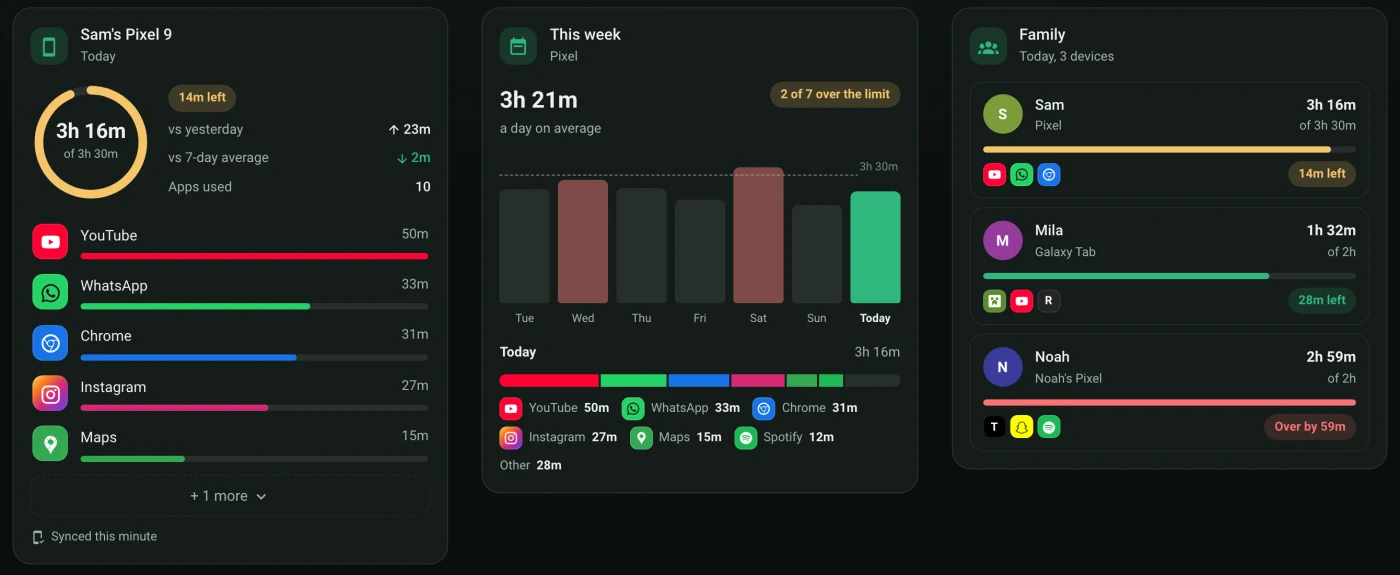 Sam's Pixel 9
Today
3h 16m
of 3h 30m
14m left
vs yesterday ↑ 23m
vs 7-day average ↓ 2m
Apps used 10
YouTube 50m
WhatsApp 33m
Chrome 31m
Instagram 27m
Maps 15m
+ 1 more
Synced this minute
This week
Pixel
3h 21m
a day on average
2 of 7 over the limit
3h 30m
Tue Wed Thu Fri Sat Sun Today
Today 3h 16m
YouTube 50m WhatsApp 33m Chrome 31m
Instagram 27m Maps 15m Spotify 12m
Other 28m
Family
Today, 3 devices
S
Sam 3h 16m
Pixel of 3h 30m
14m left
M
Mila 1h 32m
Galaxy Tab of 2h
R
28m left
N
Noah 2h 59m
Noah's Pixel of 2h
T
Over by 59m